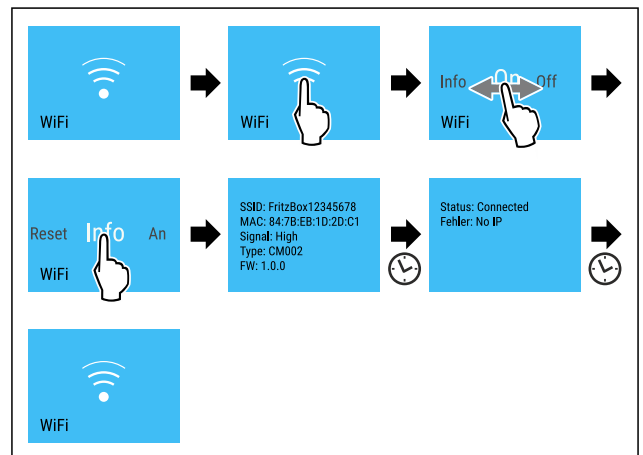 WiFi
WiFi
Info On Off
WiFi
Reset Info An
WiFi
SSID: FritzBox12345678
MAC: 84:7B:EB:1D:2D:C1
Signal: High
Type: CM002
FW: 1.0.0
Status: Connected
Fehler: No IP
WiFi